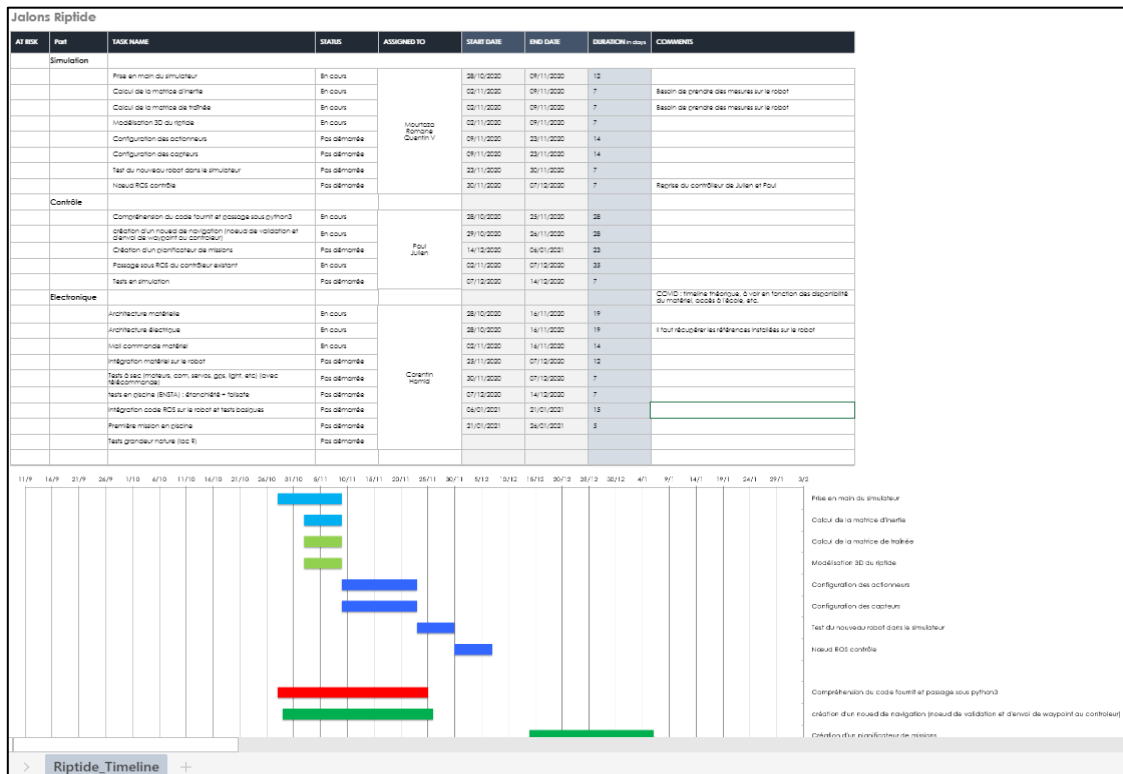 Jalons Riptide
AT RISK Part TASK NAME STATUS ASSIGNED TO START DATE END DATE DURATION in days COMMENTS
Simulation
Prise en main du simulateur En cours 28/10/2020 09/11/2020 12
Calcul de la matrice d'inertie En cours 02/11/2020 09/11/2020 7 Besoin de prendre des mesures sur le robot
Calcul de la matrice de traînée En cours 02/11/2020 09/11/2020 7 Besoin de prendre des mesures sur le robot
Modélisation 3D du riptide En cours 02/11/2020 09/11/2020 7
Mourtaza
Romane
Quentin V
Configuration des actionneurs Pas démarrée 09/11/2020 23/11/2020 14
Configuration des capteurs Pas démarrée 09/11/2020 23/11/2020 14
Test du nouveau robot dans le simulateur Pas démarrée 23/11/2020 30/11/2020 7
Nœud ROS contrôle Pas démarrée 30/11/2020 07/12/2020 7 Reprise du contrôleur de Julien et Paul
Contrôle
Compréhension du code fournit et passage sous python3 En cours 28/10/2020 25/11/2020 28
création d'un noued de navigation (noeud de validation et
d'envoi de waypoint au controleur) En cours 29/10/2020 26/11/2020 28
Paul
Julien
Création d'un planificateur de missions Pas démarrée 14/12/2020 06/01/2021 23
Passage sous ROS du contrôleur existant En cours 02/11/2020 07/12/2020 35
Tests en simulation Pas démarrée 07/12/2020 14/12/2020 7
Electronique COVID : timeline théorique, à voir en fonction des disponibilité
du matériel, accès à l'école, etc.
Architecture matérielle En cours 28/10/2020 16/11/2020 19
Architecture électrique En cours 28/10/2020 16/11/2020 19 Il faut récupérer les références installées sur le robot
Mail commande matériel En cours 02/11/2020 16/11/2020 14
Intégration matériel sur le robot Pas démarrée 25/11/2020 07/12/2020 12
Corentin
Hamid
Tests à sec (moteurs, com, servos, gps, light, etc) (avec
télécommande) Pas démarrée 30/11/2020 07/12/2020 7
tests en piscine (ENSTA) : étanchéité + failsafe Pas démarrée 07/12/2020 14/12/2020 7
Intégration code ROS sur le robot et tests basiques Pas démarrée 06/01/2021 21/01/2021 15
Première mission en piscine Pas démarrée 21/01/2021 26/01/2021 5
Tests grandeur nature (lac ?) Pas démarrée
11/9 16/9 21/9 26/9 1/10 6/10 11/10 16/10 21/10 26/10 31/10 5/11 10/11 15/11 20/11 25/11 30/11 5/12 10/12 15/12 20/12 25/12 30/12 4/1 9/1 14/1 19/1 24/1 29/1 3/2
Prise en main du simulateur
Calcul de la matrice d'inertie
Calcul de la matrice de traînée
Modélisation 3D du riptide
Configuration des actionneurs
Configuration des capteurs
Test du nouveau robot dans le simulateur
Nœud ROS contrôle
Compréhension du code fournit et passage sous python3
création d'un noued de navigation (noeud de validation et d'envoi de waypoint au controleur)
Création d'un planificateur de missions
Riptide_Timeline